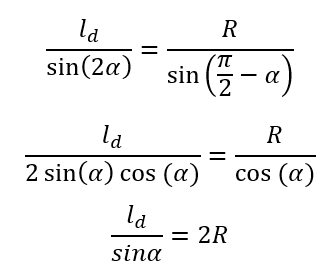 l_d / sin(2α) = R / sin (π/2 − α)
l_d / 2 sin(α) cos (α) = R / cos (α)
l_d / sinα = 2R